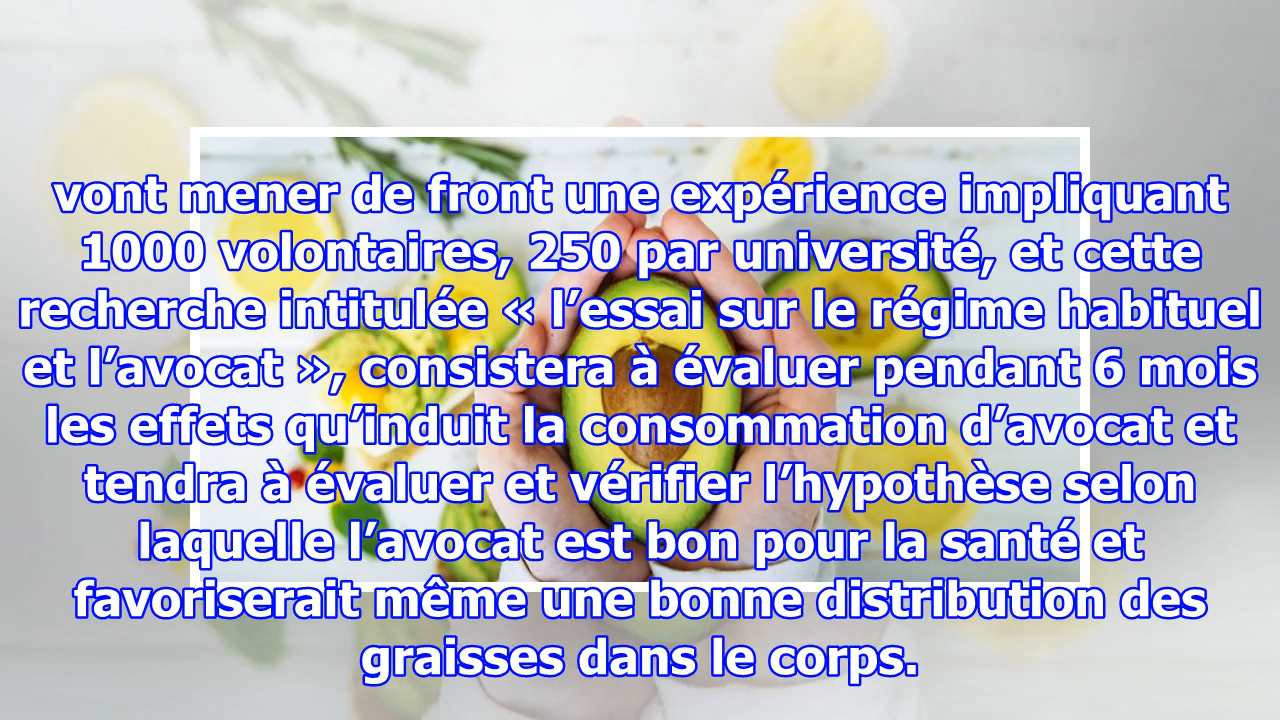 vont mener de front une expérience impliquant
1000 volontaires, 250 par université, et cette
recherche intitulée « l’essai sur le régime habituel
et l’avocat », consistera à évaluer pendant 6 mois
les effets qu’induit la consommation d’avocat et
tendra à évaluer et vérifier l’hypothèse selon
laquelle l’avocat est bon pour la santé et
favoriserait même une bonne distribution des
graisses dans le corps.